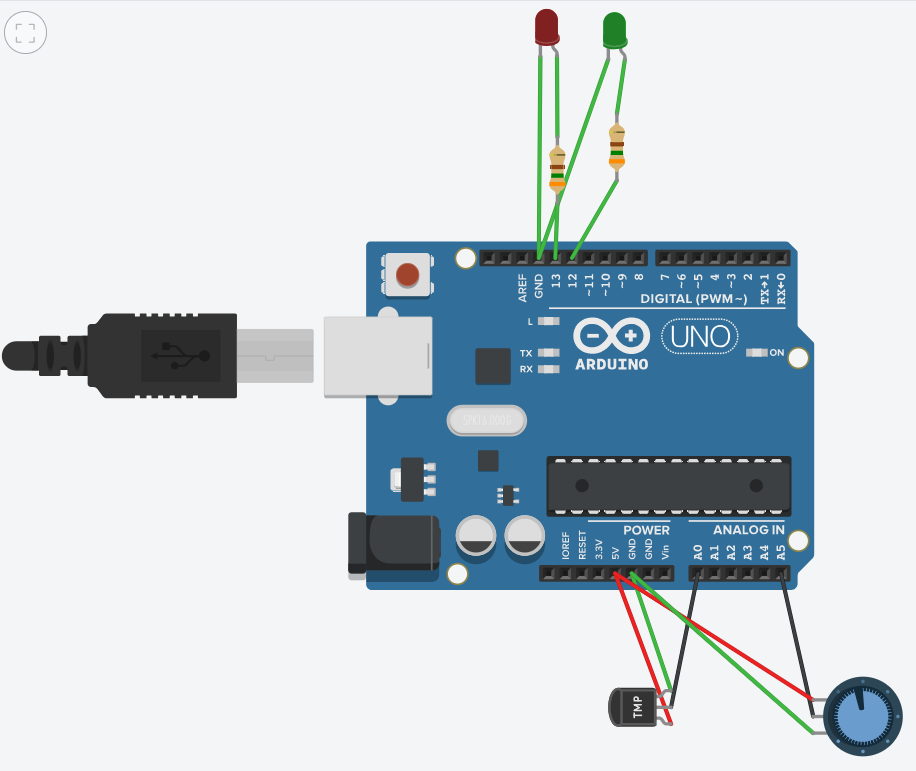 AREF
GND
13
12
~11
~10
~9
8
7
~6
~5
4
~3
2
TX→1
RX←0
DIGITAL (PWM~)
L
TX
RX
ARDUINO
UNO
ON
IOREF
RESET
3.3V
5V
GND
GND
Vin
POWER
ANALOG IN
A0
A1
A2
A3
A4
A5
TMP